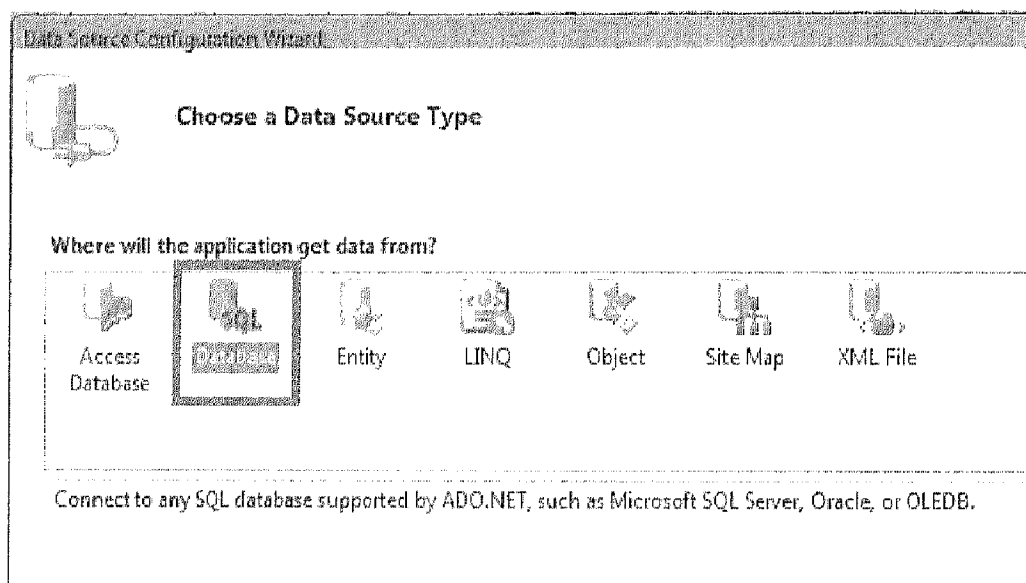 Data Source Configuration Wizard
Choose a Data Source Type
Where will the application get data from?
SQL
Access
Database
Database
Entity
LINQ
Object
Site Map
XML File
Connect to any SQL database supported by ADO.NET, such as Microsoft SQL Server, Oracle, or OLEDB.